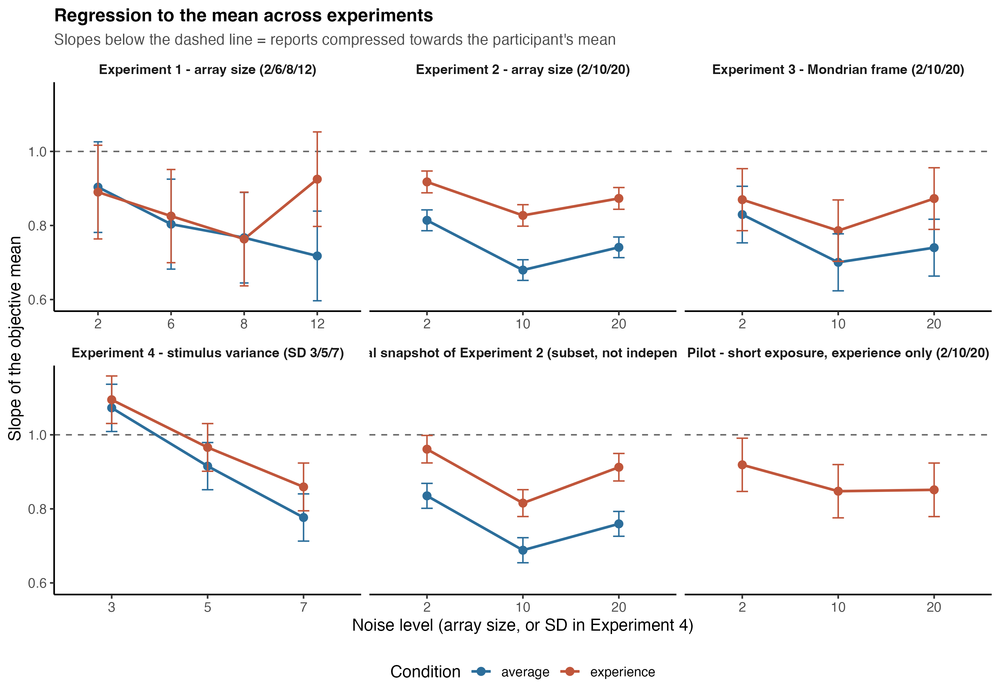 Regression to the mean across experiments
Slopes below the dashed line = reports compressed towards the participant's mean
Experiment 1 - array size (2/6/8/12)
Experiment 2 - array size (2/10/20)
Experiment 3 - Mondrian frame (2/10/20)
Slope of the objective mean
1.0
0.8
0.6
2 6 8 12
2 10 20
2 10 20
Experiment 4 - stimulus variance (SD 3/5/7)
al snapshot of Experiment 2 (subset, not indepen
Pilot - short exposure, experience only (2/10/20)
1.0
0.8
0.6
3 5 7
2 10 20
2 10 20
Noise level (array size, or SD in Experiment 4)
Condition average experience